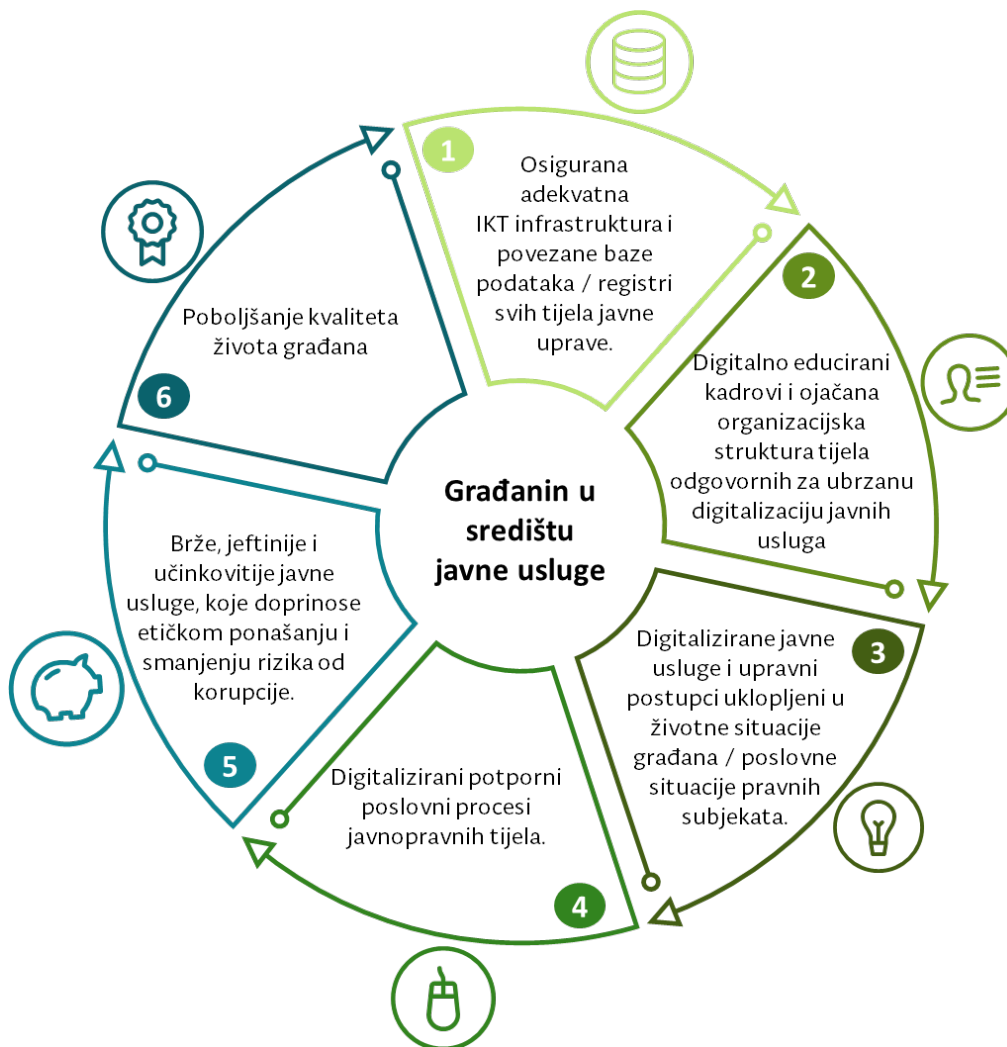 1
Osigurana
adekvatna
IKT infrastruktura i
povezane baze
podataka / registri
svih tijela javne
uprave.
2
Digitalno educirani
kadrovi i ojačana
organizacijska
struktura tijela
odgovornih za ubrzanu
digitalizaciju javnih
usluga
3
Digitalizirane javne
usluge i upravni
postupci uklopljeni u
životne situacije
građana / poslovne
situacije pravnih
subjekata.
4
Digitalizirani potporni
poslovni procesi
javnopravnih tijela.
5
Brže, jeftinije i
učinkovitije javne
usluge, koje doprinose
etičkom ponašanju i
smanjenju rizika od
korupcije.
6
Poboljšanje kvaliteta
života građana
Građanin u
središtu
javne usluge